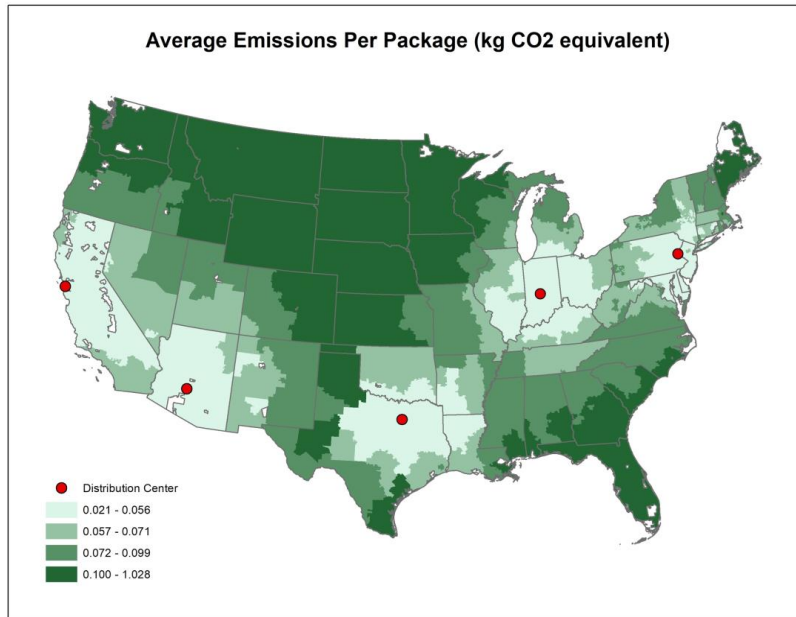 Average Emissions Per Package (kg CO2 equivalent)
Distribution Center
0.021 - 0.056
0.057 - 0.071
0.072 - 0.099
0.100 - 1.028